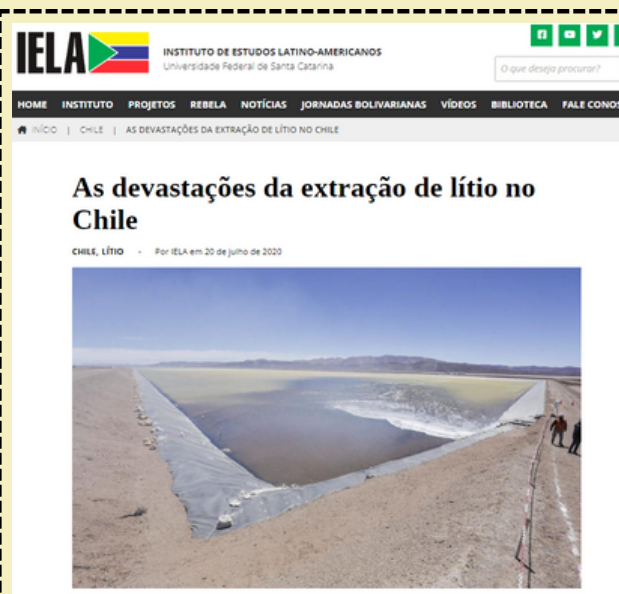 IELA
INSTITUTO DE ESTUDOS LATINO-AMERICANOS
Universidade Federal de Santa Catarina
O que deseja procurar?
HOME INSTITUTO PROJETOS REBELA NOTÍCIAS JORNADAS BOLIVARIANAS VÍDEOS BIBLIOTECA FALE CONOS
INÍCIO | CHILE | AS DEVASTAÇÕES DA EXTRAÇÃO DE LÍTIO NO CHILE
As devastações da extração de lítio no
Chile
CHILE, LÍTIO - Por IELA em 20 de julho de 2020